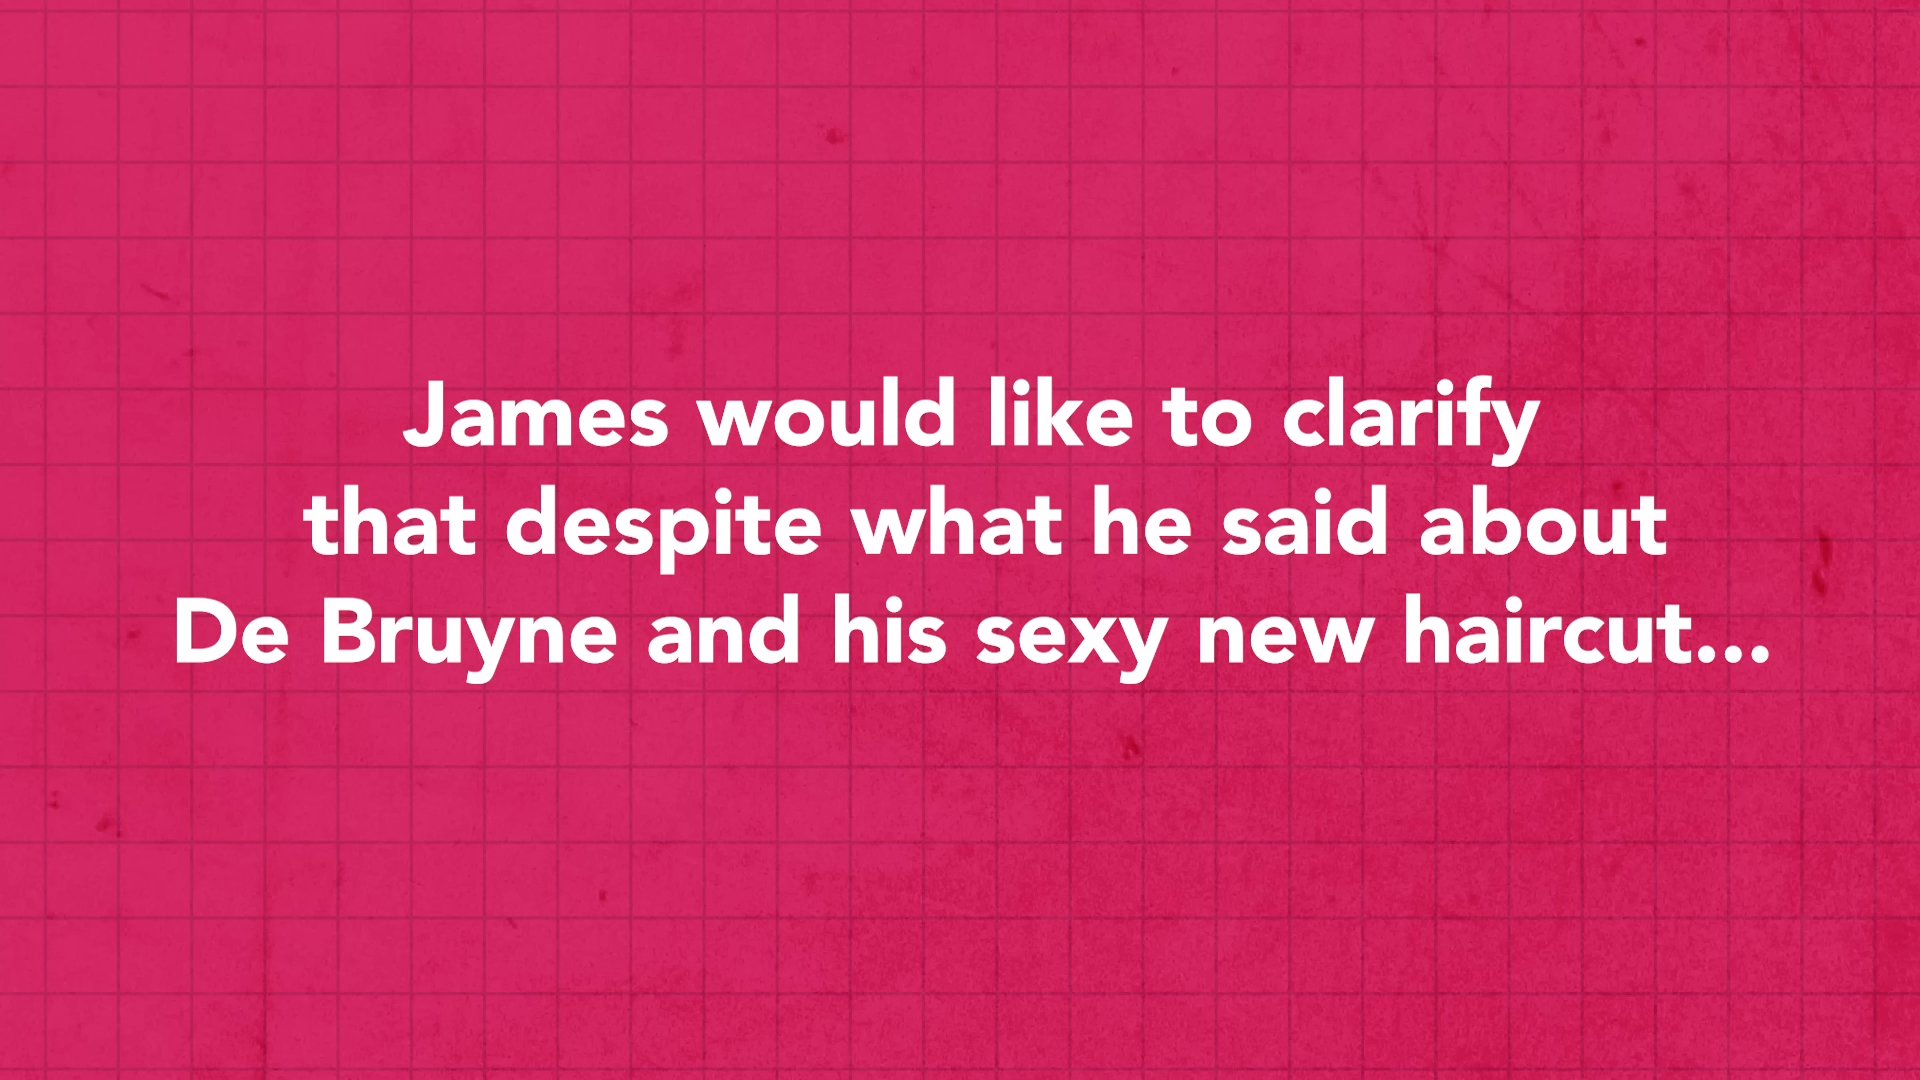 James would like to clarify
that despite what he said about
De Bruyne and his sexy new haircut...